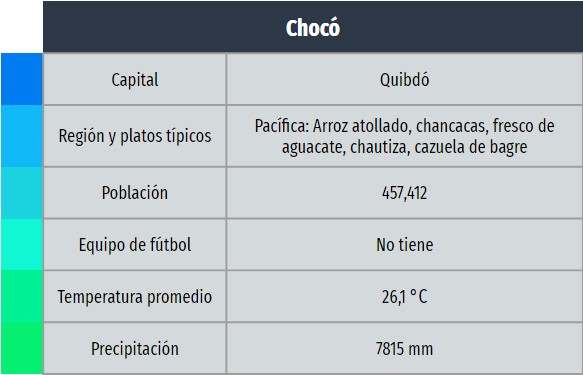 Chocó
Capital
Quibdó
Región y platos típicos
Pacífica: Arroz atollado, chancacas, fresco de
aguacate, chautiza, cazuela de bagre
Población
457,412
Equipo de fútbol
No tiene
Temperatura promedio
26,1 °C
Precipitación
7815 mm